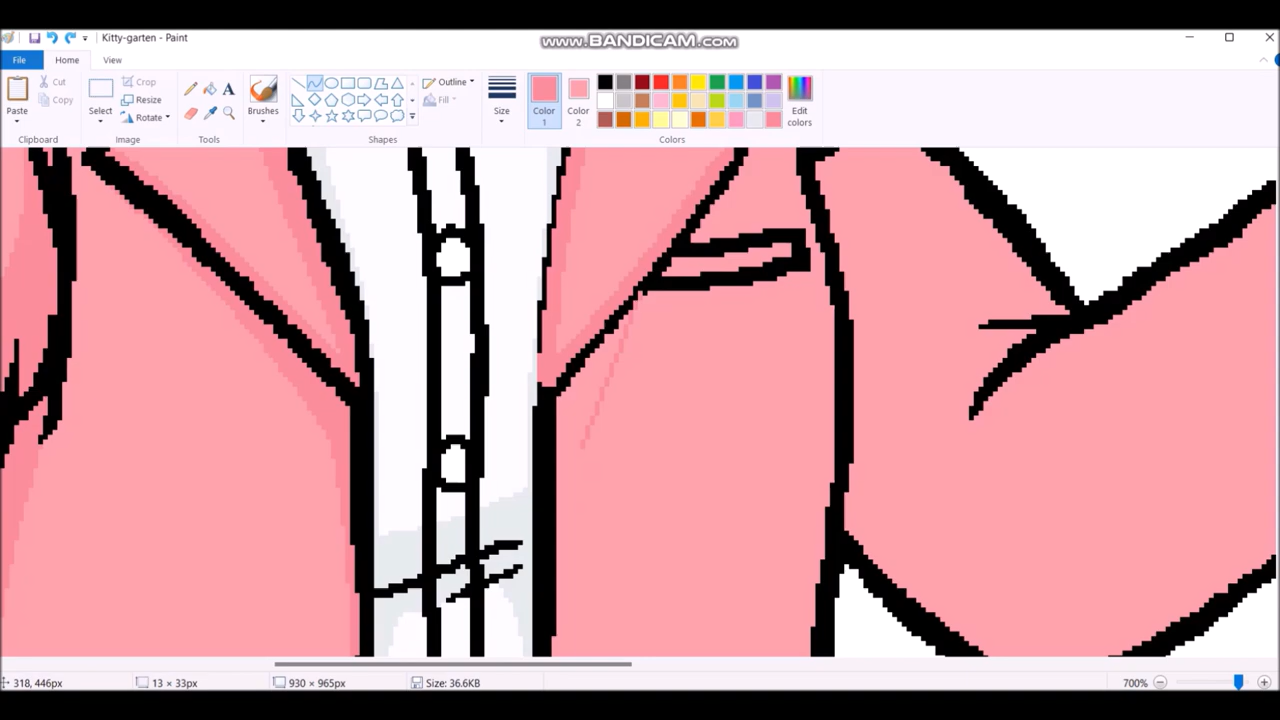 www.BANDICAM.com
Kitty-garten - Paint
File Home View
Paste Cut Copy
Clipboard
Select Crop Resize Rotate
Image
A
Tools
Brushes
Outline Fill
Shapes
Size
Color 1 Color 2
Edit colors
Colors
318, 446px 13 × 33px 930 × 965px Size: 36.6KB 700%